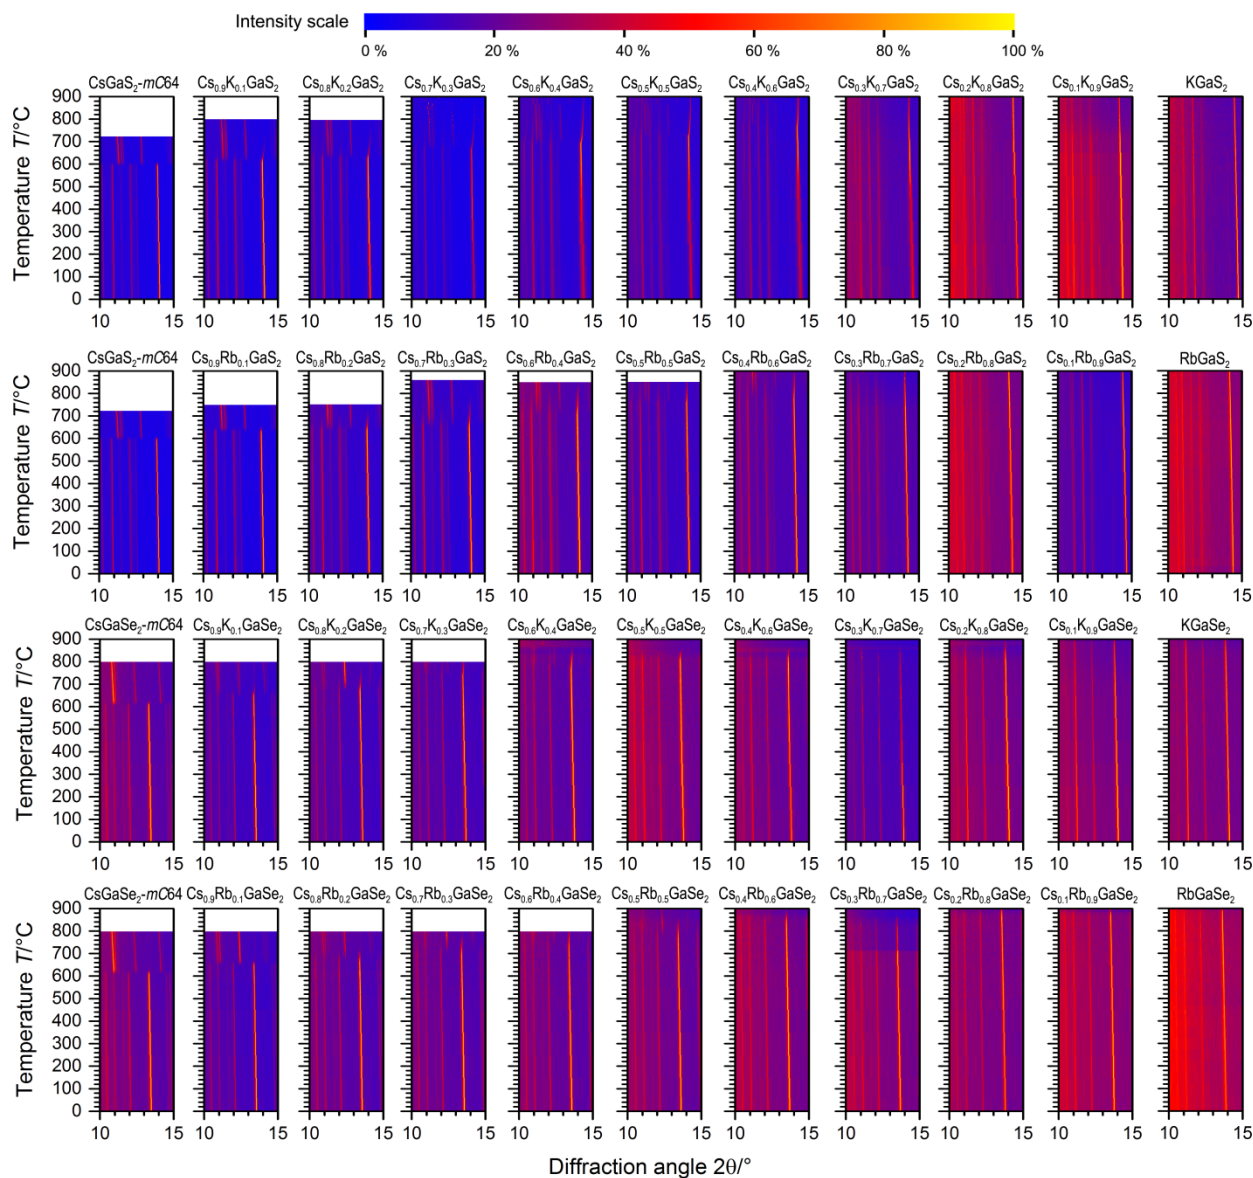 Intensity scale
0 % 20 % 40 % 60 % 80 % 100 %
CsGaS₂-mC64 Cs₀.₉K₀.₁GaS₂ Cs₀.₈K₀.₂GaS₂ Cs₀.₇K₀.₃GaS₂ Cs₀.₆K₀.₄GaS₂ Cs₀.₅K₀.₅GaS₂ Cs₀.₄K₀.₆GaS₂ Cs₀.₃K₀.₇GaS₂ Cs₀.₂K₀.₈GaS₂ Cs₀.₁K₀.₉GaS₂ KGaS₂
Temperature T/°C
900
800
700
600
500
400
300
200
100
0
10 15 10 15 10 15 10 15 10 15 10 15 10 15 10 15 10 15 10 15 10 15
CsGaS₂-mC64 Cs₀.₉Rb₀.₁GaS₂ Cs₀.₈Rb₀.₂GaS₂ Cs₀.₇Rb₀.₃GaS₂ Cs₀.₆Rb₀.₄GaS₂ Cs₀.₅Rb₀.₅GaS₂ Cs₀.₄Rb₀.₆GaS₂ Cs₀.₃Rb₀.₇GaS₂ Cs₀.₂Rb₀.₈GaS₂ Cs₀.₁Rb₀.₉GaS₂ RbGaS₂
Temperature T/°C
900
800
700
600
500
400
300
200
100
0
10 15 10 15 10 15 10 15 10 15 10 15 10 15 10 15 10 15 10 15 10 15
CsGaSe₂-mC64 Cs₀.₉K₀.₁GaSe₂ Cs₀.₈K₀.₂GaSe₂ Cs₀.₇K₀.₃GaSe₂ Cs₀.₆K₀.₄GaSe₂ Cs₀.₅K₀.₅GaSe₂ Cs₀.₄K₀.₆GaSe₂ Cs₀.₃K₀.₇GaSe₂ Cs₀.₂K₀.₈GaSe₂ Cs₀.₁K₀.₉GaSe₂ KGaSe₂
Temperature T/°C
900
800
700
600
500
400
300
200
100
0
10 15 10 15 10 15 10 15 10 15 10 15 10 15 10 15 10 15 10 15 10 15
CsGaSe₂-mC64 Cs₀.₉Rb₀.₁GaSe₂ Cs₀.₈Rb₀.₂GaSe₂ Cs₀.₇Rb₀.₃GaSe₂ Cs₀.₆Rb₀.₄GaSe₂ Cs₀.₅Rb₀.₅GaSe₂ Cs₀.₄Rb₀.₆GaSe₂ Cs₀.₃Rb₀.₇GaSe₂ Cs₀.₂Rb₀.₈GaSe₂ Cs₀.₁Rb₀.₉GaSe₂ RbGaSe₂
Temperature T/°C
900
800
700
600
500
400
300
200
100
0
10 15 10 15 10 15 10 15 10 15 10 15 10 15 10 15 10 15 10 15 10 15
Diffraction angle 2θ/°